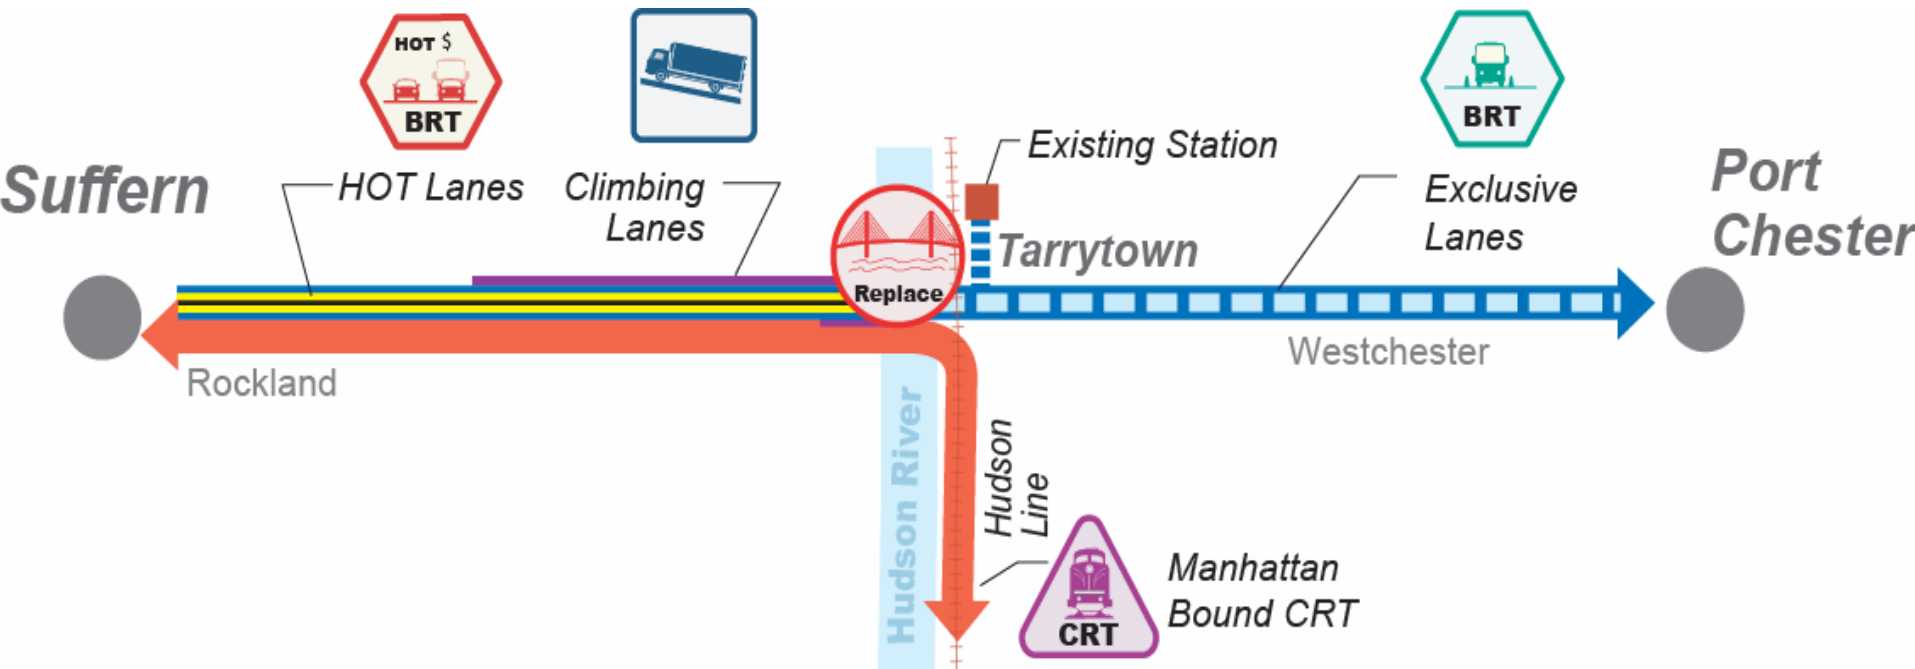 HOT $
BRT
BRT
Existing Station
Suffern
HOT Lanes
Climbing
Lanes
Exclusive
Lanes
Port
Chester
Tarrytown
Replace
Rockland
Westchester
Hudson River
Hudson
Line
CRT
Manhattan
Bound CRT